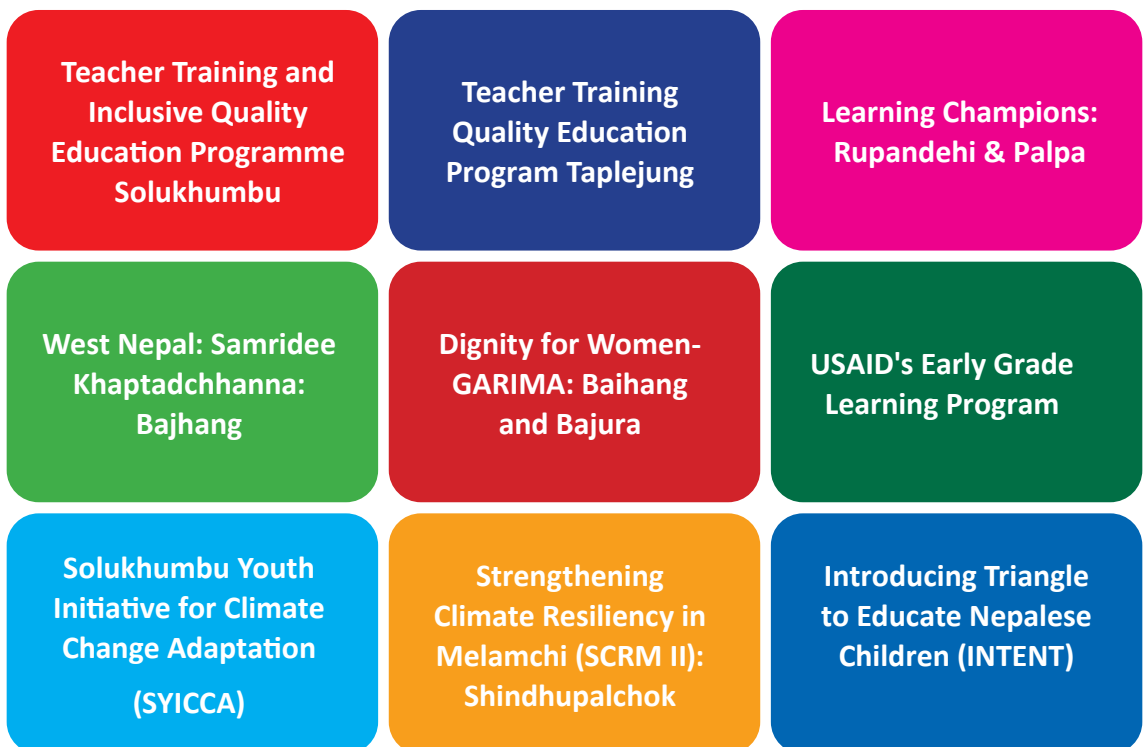 Teacher Training and
Inclusive Quality
Education Programme
Solukhumbu
Teacher Training
Quality Education
Program Taplejung
Learning Champions:
Rupandehi & Palpa
West Nepal: Samridee
Khaptadchhanna:
Bajhang
Dignity for Women-
GARIMA: Baihang
and Bajura
USAID's Early Grade
Learning Program
Solukhumbu Youth
Initiative for Climate
Change Adaptation
(SYICCA)
Strengthening
Climate Resiliency in
Melamchi (SCRM II):
Shindhupalchok
Introducing Triangle
to Educate Nepalese
Children (INTENT)